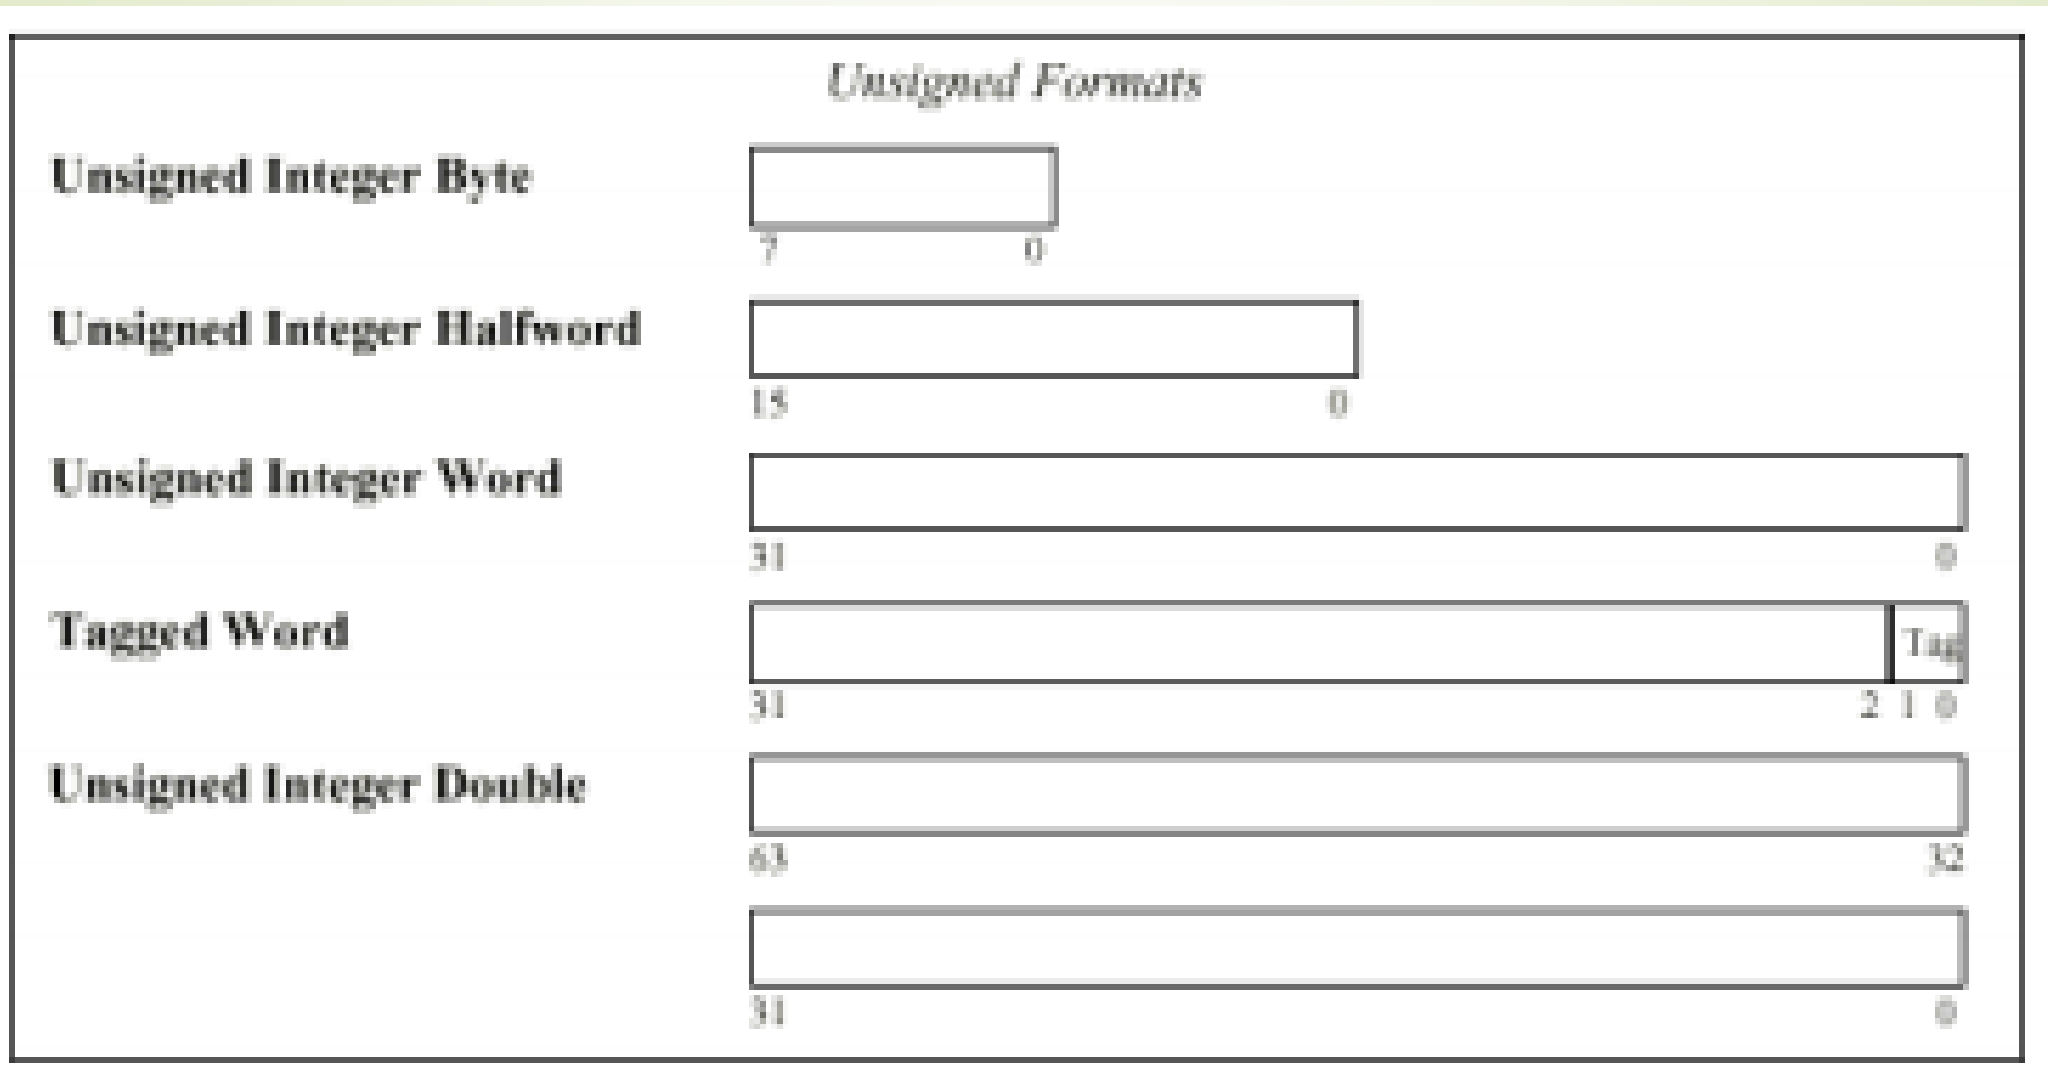 Unsigned Formats
Unsigned Integer Byte
7 0
Unsigned Integer Halfword
15 0
Unsigned Integer Word
31 0
Tagged Word
Tag
31 2 1 0
Unsigned Integer Double
63 32
31 0